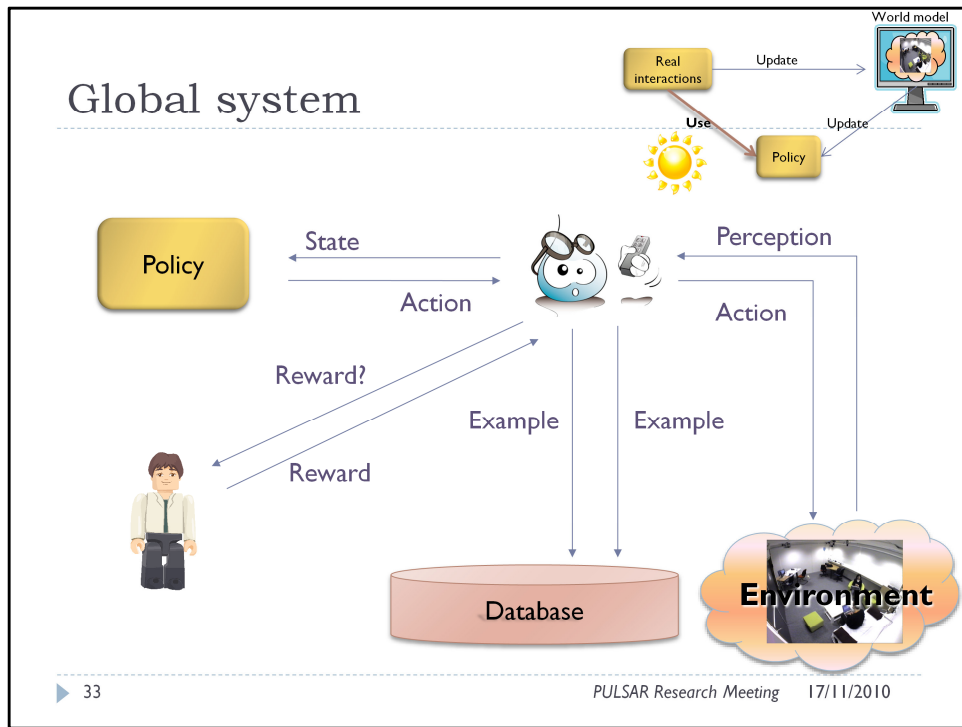 World model
Real
interactions
Update
Global system
Use
Update
Policy
State
Perception
Policy
Action
Action
Reward?
Example
Example
Reward
Environment
Database
33
PULSAR Research Meeting 17/11/2010